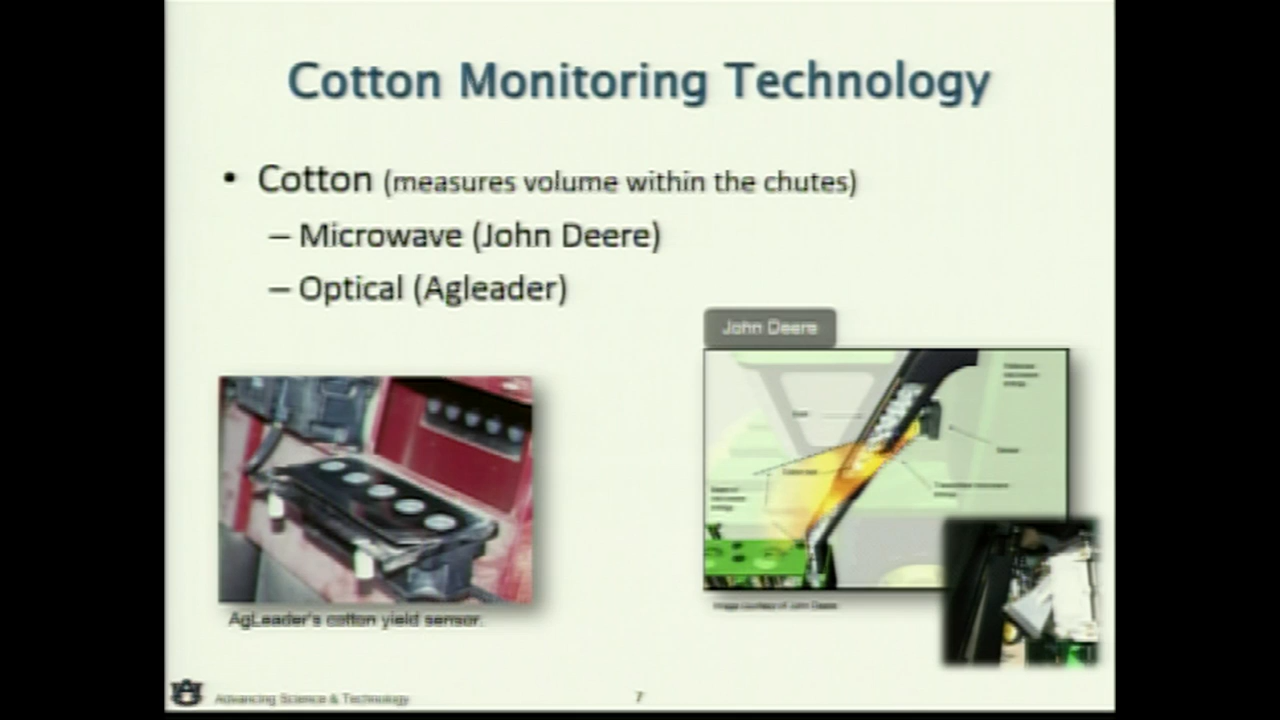 Cotton Monitoring Technology
• Cotton (measures volume within the chutes)
– Microwave (John Deere)
– Optical (Agleader)
John Deere
AgLeader's cotton yield sensor.
Image courtesy of John Deere
Advancing Science & Technology
7